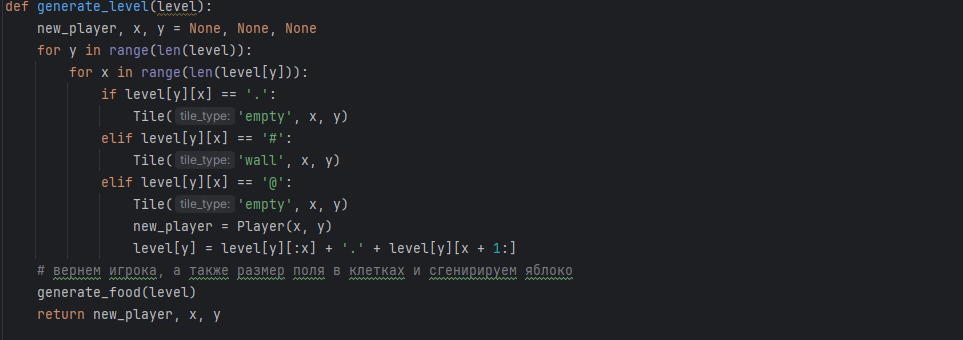 def generate_level(level):
    new_player, x, y = None, None, None
    for y in range(len(level)):
        for x in range(len(level[y])):
            if level[y][x] == '.':
                Tile( tile_type: 'empty', x, y)
            elif level[y][x] == '#':
                Tile( tile_type: 'wall', x, y)
            elif level[y][x] == '@':
                Tile( tile_type: 'empty', x, y)
                new_player = Player(x, y)
                level[y] = level[y][:x] + '.' + level[y][x + 1:]
    # вернем игрока, а также размер поля в клетках и сгенирируем яблоко
    generate_food(level)
    return new_player, x, y